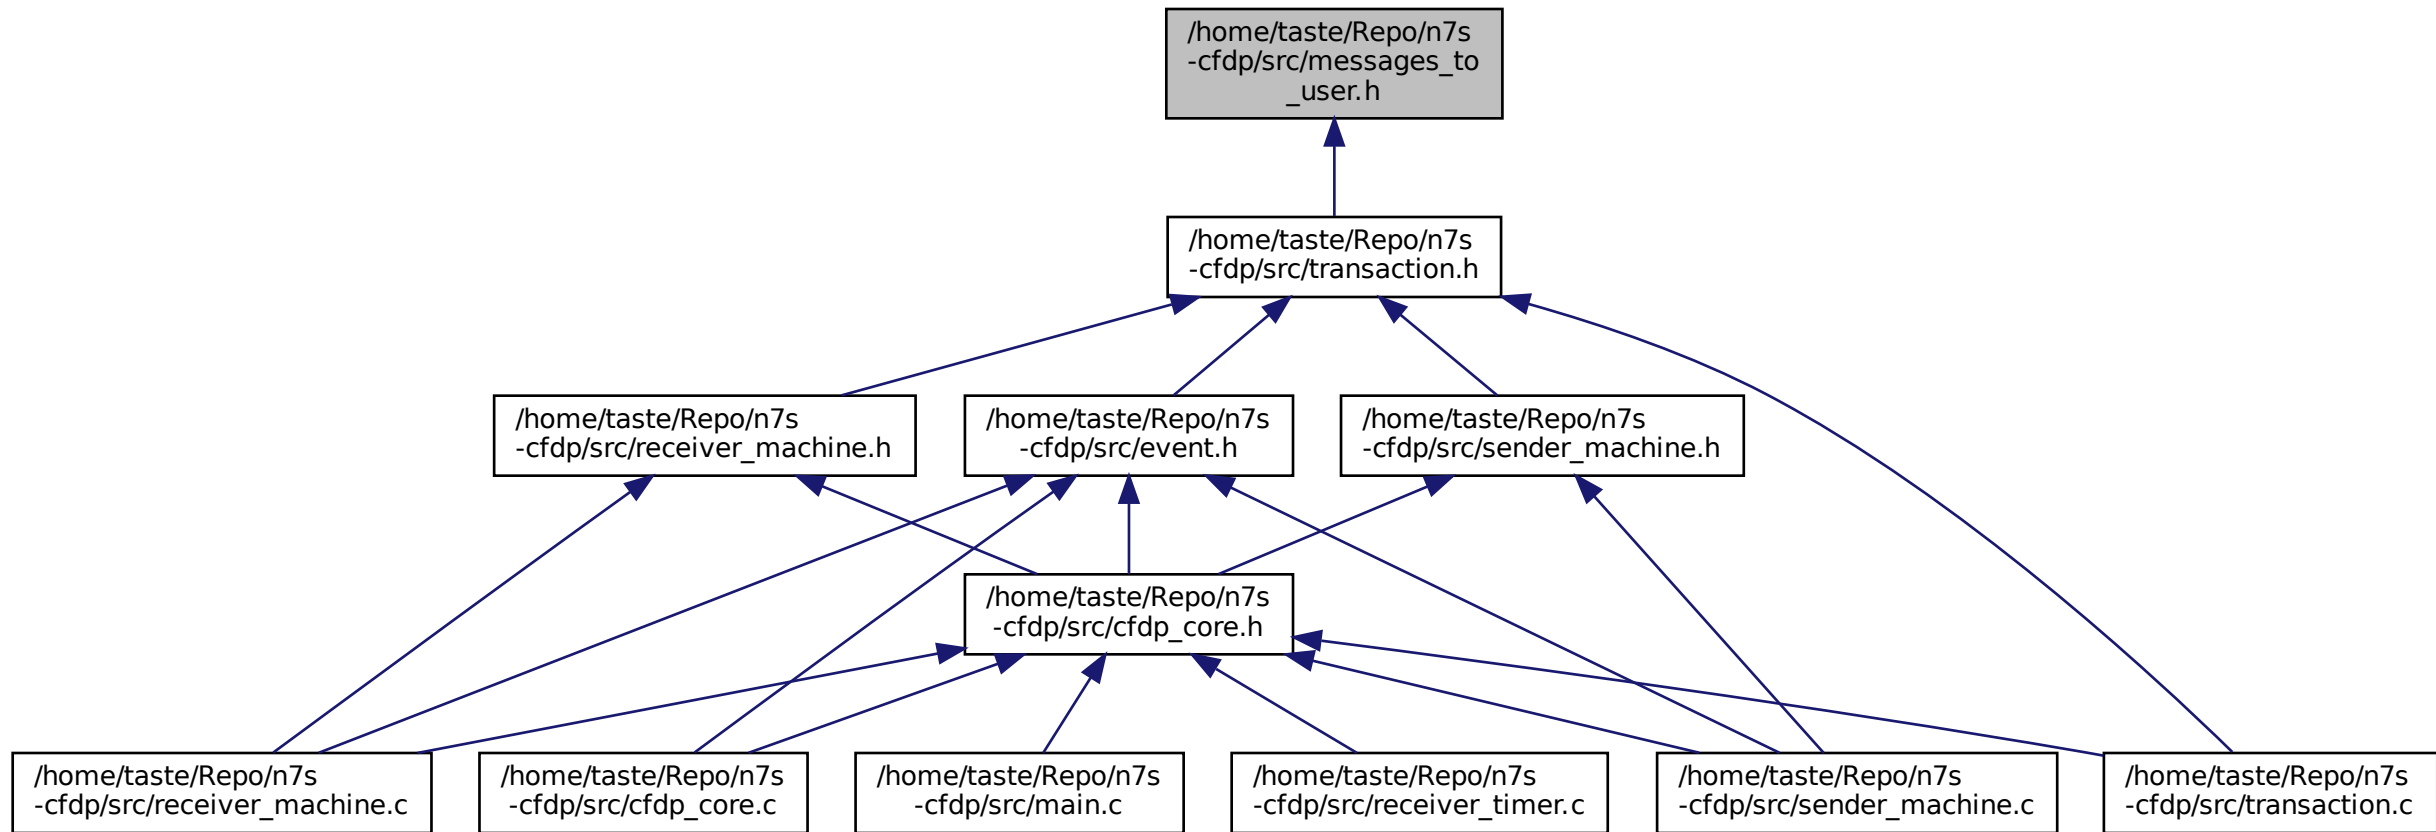 /home/taste/Repo/n7s
-cfdp/src/messages_to
_user.h
/home/taste/Repo/n7s
-cfdp/src/transaction.h
/home/taste/Repo/n7s
-cfdp/src/receiver_machine.h
/home/taste/Repo/n7s
-cfdp/src/event.h
/home/taste/Repo/n7s
-cfdp/src/sender_machine.h
/home/taste/Repo/n7s
-cfdp/src/cfdp_core.h
/home/taste/Repo/n7s
-cfdp/src/receiver_machine.c
/home/taste/Repo/n7s
-cfdp/src/cfdp_core.c
/home/taste/Repo/n7s
-cfdp/src/main.c
/home/taste/Repo/n7s
-cfdp/src/receiver_timer.c
/home/taste/Repo/n7s
-cfdp/src/sender_machine.c
/home/taste/Repo/n7s
-cfdp/src/transaction.c